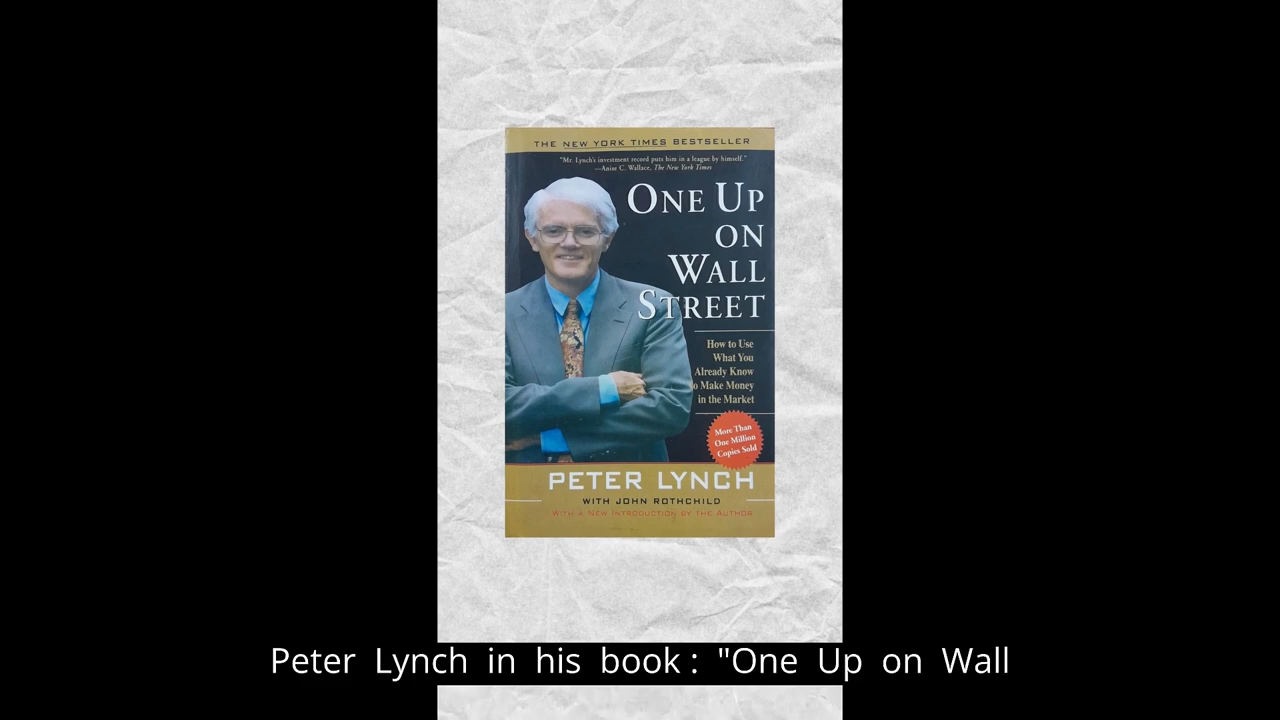 THE NEW YORK TIMES BESTSELLER
"Mr. Lynch's investment record puts him in a league by himself."
—Anise C. Wallace, The New York Times
ONE UP
ON
WALL
STREET
How to Use
What You
Already Know
o Make Money
in the Market
More Than
One Million
Copies Sold
PETER LYNCH
WITH JOHN ROTHCHILD
WITH A NEW INTRODUCTION BY THE AUTHOR
Peter Lynch in his book : "One Up on Wall